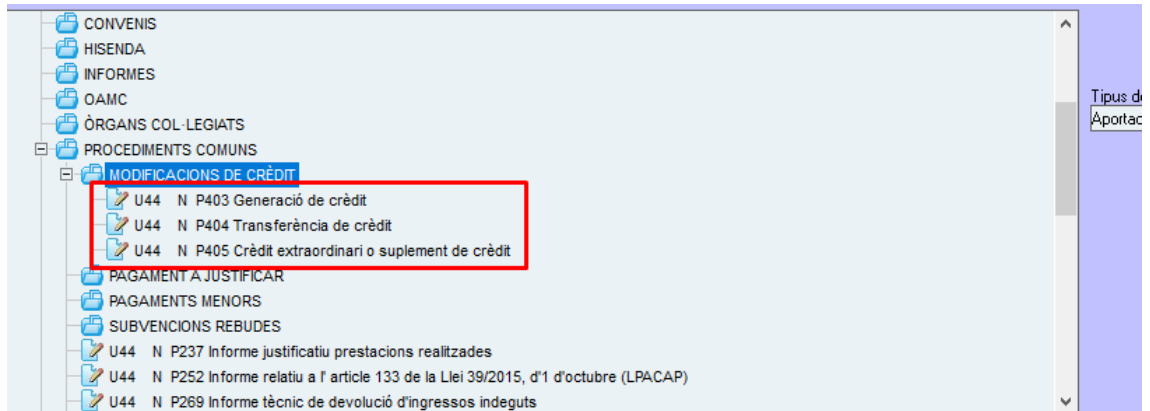 CONVENIS
HISENDA
INFORMES
OAMC
ÒRGANS COL·LEGIATS
PROCEDIMENTS COMUNS
MODIFICACIONS DE CRÈDIT
U44 N P403 Generació de crèdit
U44 N P404 Transferència de crèdit
U44 N P405 Crèdit extraordinari o suplement de crèdit
PAGAMENT A JUSTIFICAR
PAGAMENTS MENORS
SUBVENCIONS REBUDES
U44 N P237 Informe justificatiu prestacions realitzades
U44 N P252 Informe relatiu a l' article 133 de la Llei 39/2015, d'1 d'octubre (LPACAP)
U44 N P269 Informe tècnic de devolució d'ingressos indeguts
Tipus d
Aportac